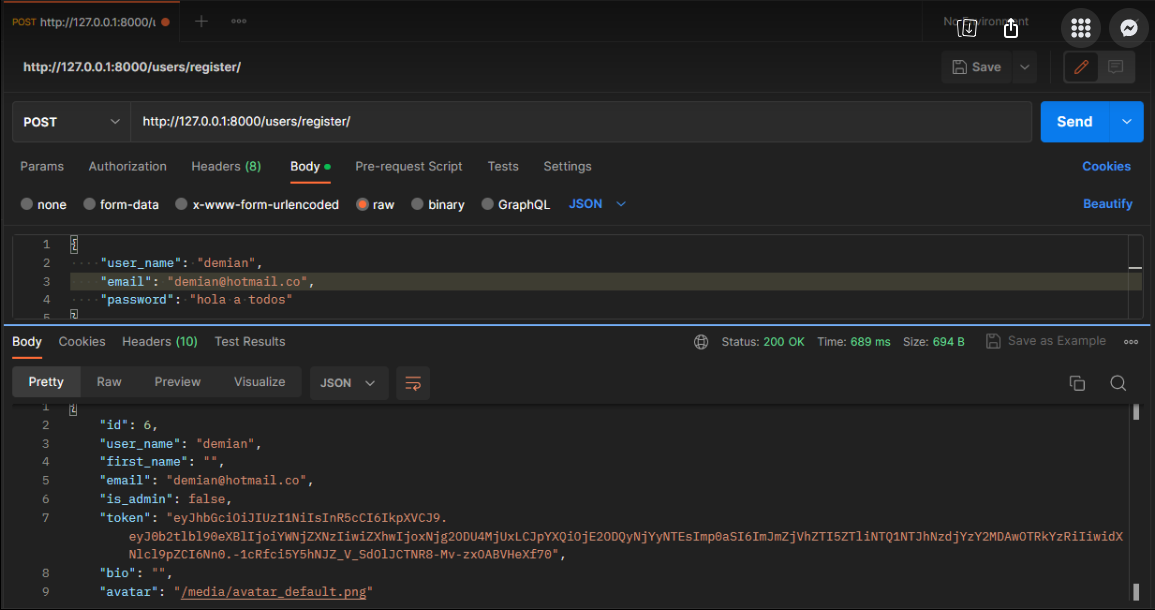 POST http://127.0.0.1:8000/u
No Environment
http://127.0.0.1:8000/users/register/
Save
POST
http://127.0.0.1:8000/users/register/
Send
Params Authorization Headers (8) Body Pre-request Script Tests Settings Cookies
none form-data x-www-form-urlencoded raw binary GraphQL JSON Beautify
1 {
2 "user_name": "demian",
3 "email": "demian@hotmail.co",
4 "password": "hola a todos"
5 }
Body Cookies Headers (10) Test Results Status: 200 OK Time: 689 ms Size: 694 B Save as Example
Pretty Raw Preview Visualize JSON
1 {
2 "id": 6,
3 "user_name": "demian",
4 "first_name": "",
5 "email": "demian@hotmail.co",
6 "is_admin": false,
7 "token": "eyJhbGciOiJIUzI1NiIsInR5cCI6IkpXVCJ9.
eyJ0b2tlbl90eXBlIjoiYWNjZXNzIiwiZXhwIjoxNjg2ODU4MjUxLCJpYXQiOjE2ODQyNjYyNTEsImp0aSI6ImJmZjVhZTI5ZTliNTQ1NTJhNzdjYzY2MDAwOTRkYzRiIiwidX
Nlcl9pZCI6Nn0.-1cRfci5Y5hNJZ_V_SdOlJCTNR8-Mv-zxOABVHeXf70",
8 "bio": "",
9 "avatar": "/media/avatar_default.png"